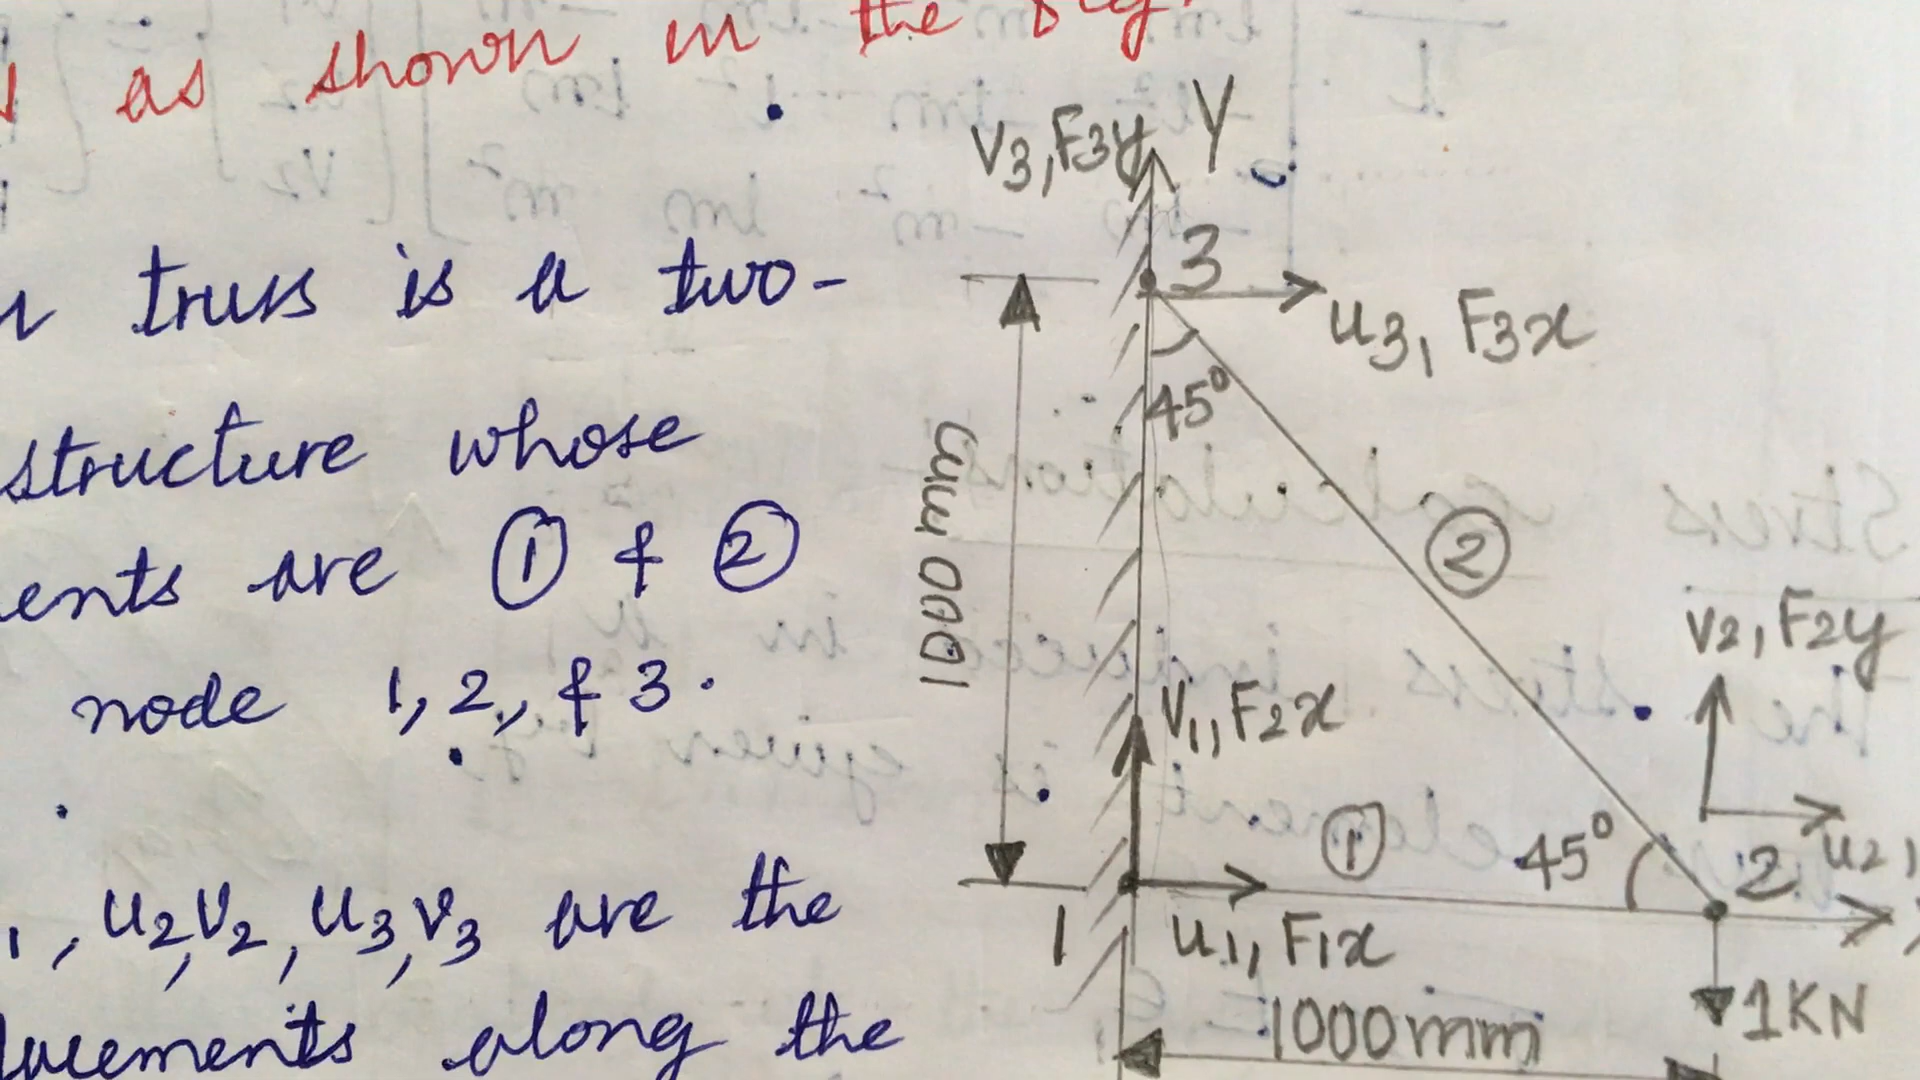 as shown in the fig.
truss is a two-
structure whose
ents are ① & ②
node 1, 2, & 3.
1, u2,v2, u3,v3 are the
lacements along the
Y
V3, F3y
3
u3, F3x
45°
1000 mm
②
V2, F2y
V1, F2x
①
45°
2
u2,
1
u1, F1x
1KN
1000mm